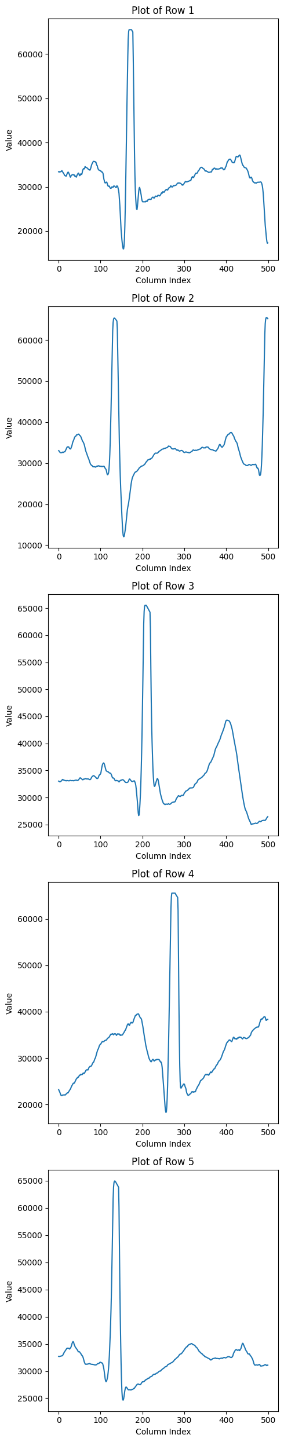 Plot of Row 1
Value
60000
50000
40000
30000
20000
0 100 200 300 400 500
Column Index
Plot of Row 2
Value
60000
50000
40000
30000
20000
10000
0 100 200 300 400 500
Column Index
Plot of Row 3
Value
65000
60000
55000
50000
45000
40000
35000
30000
25000
0 100 200 300 400 500
Column Index
Plot of Row 4
Value
60000
50000
40000
30000
20000
0 100 200 300 400 500
Column Index
Plot of Row 5
Value
65000
60000
55000
50000
45000
40000
35000
30000
25000
0 100 200 300 400 500
Column Index